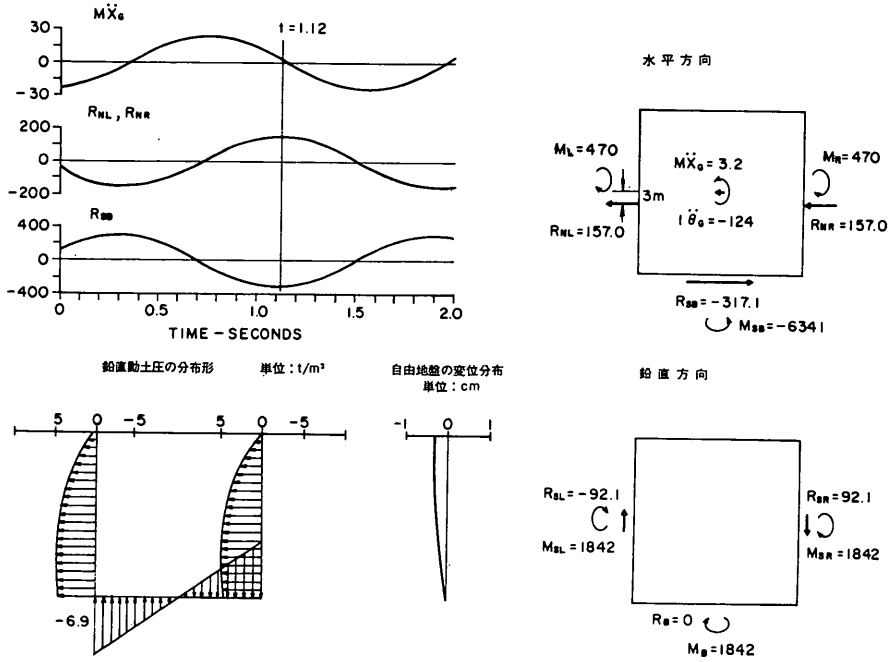 MẌG
30
0
-30
t=1.12
RNL, RNR
200
0
-200
RSB
400
0
-400
0 0.5 1.0 1.5 2.0
TIME-SECONDS
水平方向
ML=470
MẌG=3.2
MR=470
3m
RNL=157.0
Iθ̈G=-124
RNR=157.0
RSB=-317.1
MSB=-6341
鉛直動土圧の分布形 単位:t/m²
5 0 -5
5 0 -5
-6.9
自由地盤の変位分布
単位:cm
-1 0 1
鉛直方向
RSL=-92.1
RSR=92.1
MSL=1842
MSR=1842
RB=0
MB=1842